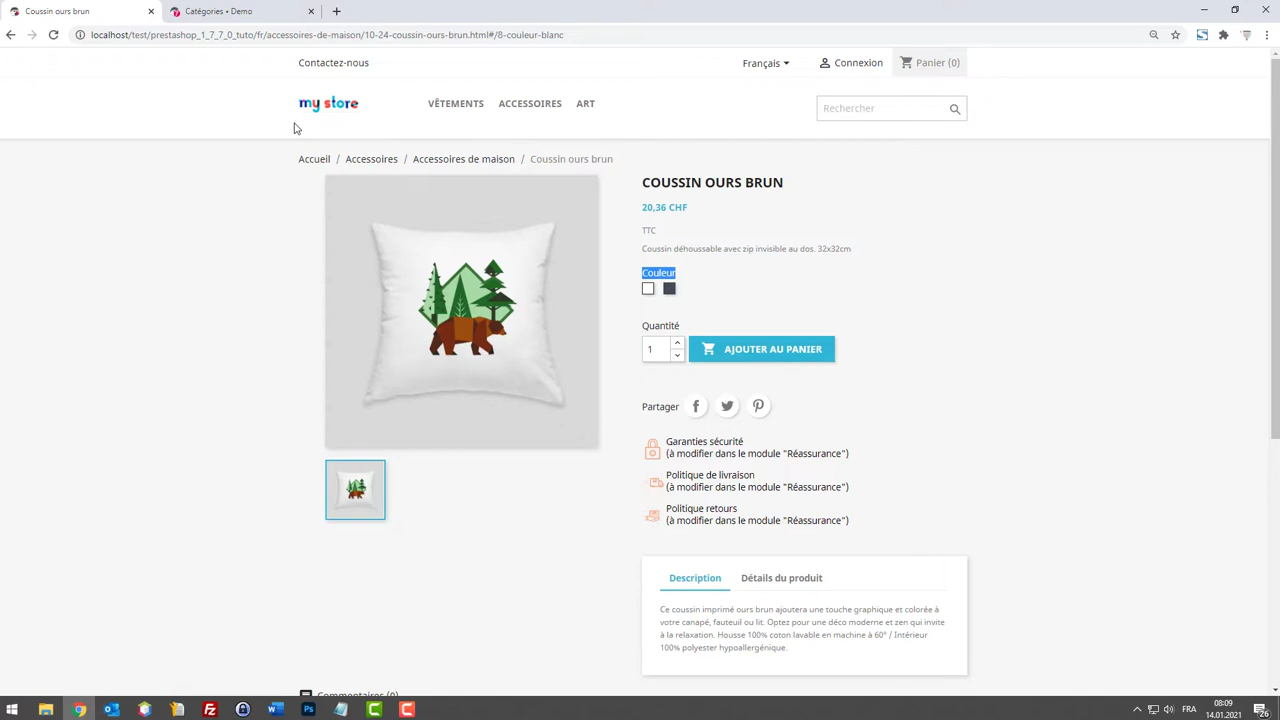 Coussin ours brun
Catégories • Demo
localhost/test/prestashop_1_7_7_0_tuto/fr/accessoires-de-maison/10-24-coussin-ours-brun.html#/8-couleur-blanc
Contactez-nous
Français
Connexion
Panier (0)
my store
VÊTEMENTS
ACCESSOIRES
ART
Rechercher
Accueil / Accessoires / Accessoires de maison / Coussin ours brun
COUSSIN OURS BRUN
20,36 CHF
TTC
Coussin déhoussable avec zip invisible au dos. 32x32cm
Couleur
Quantité
1
AJOUTER AU PANIER
Partager
Garanties sécurité
(à modifier dans le module "Réassurance")
Politique de livraison
(à modifier dans le module "Réassurance")
Politique retours
(à modifier dans le module "Réassurance")
Description
Détails du produit
Ce coussin imprimé ours brun ajoutera une touche graphique et colorée à
votre canapé, fauteuil ou lit. Optez pour une déco moderne et zen qui invite
à la relaxation. Housse 100% coton lavable en machine à 60° / Intérieur
100% polyester hypoallergénique.
Commentaires (0)
FRA
08:09
14.01.2021
26